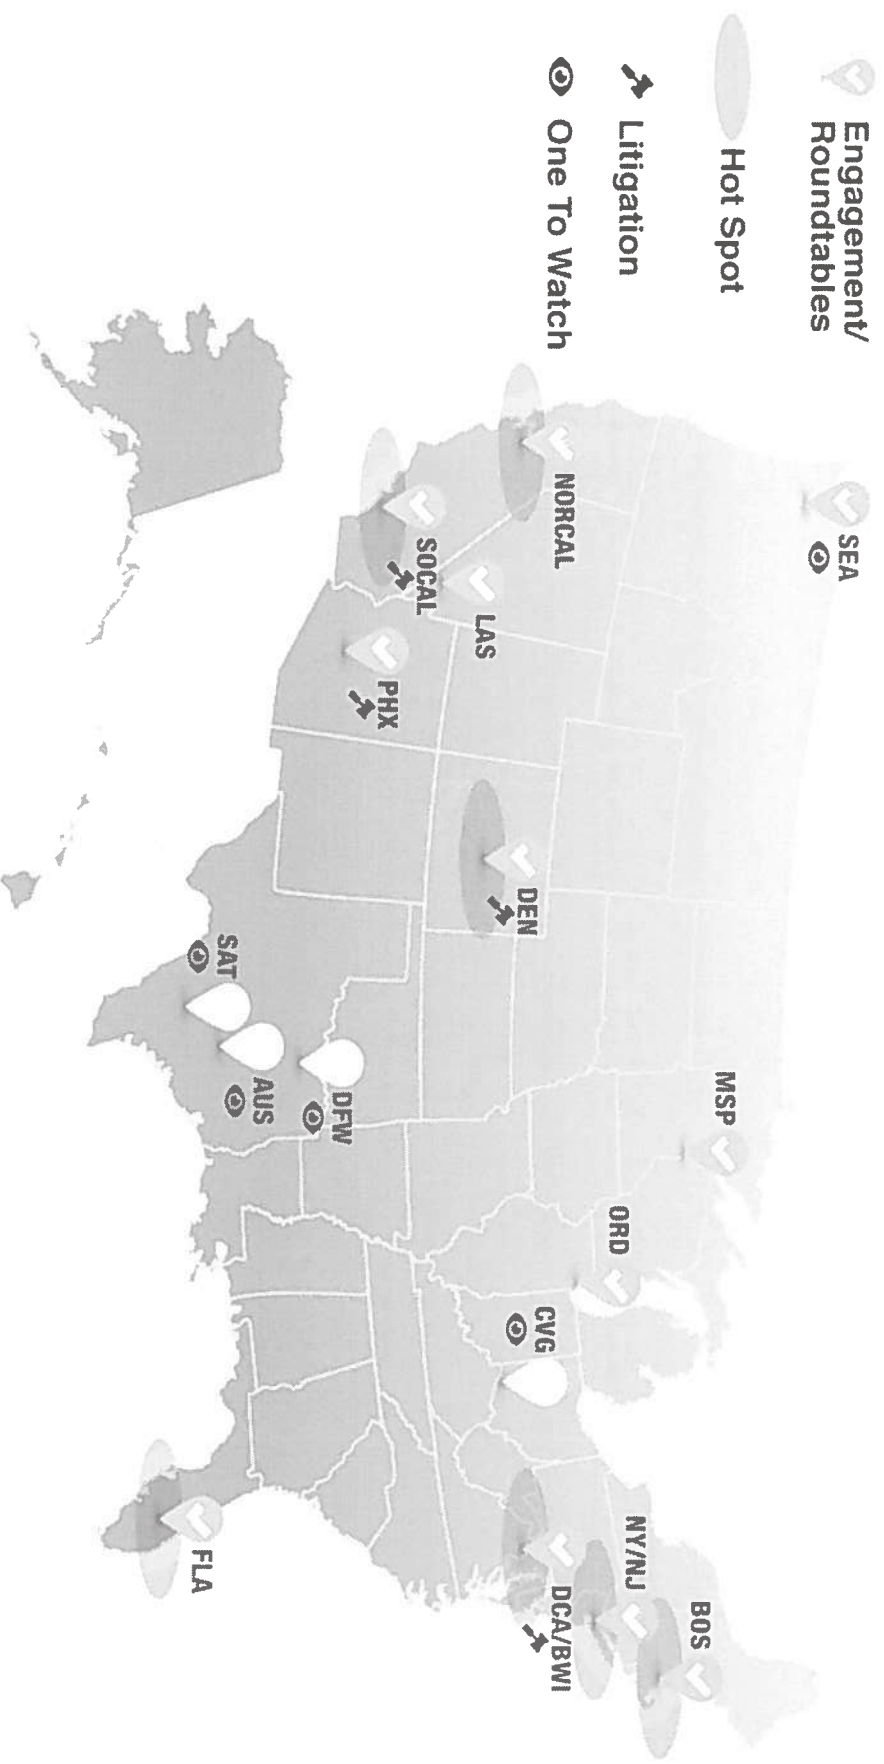 Engagement/
Roundtables
Hot Spot
Litigation
One To Watch
SEA
NORCAL
SOCAL
LAS
PHX
DEN
SAT
AUS
DFW
MSP
ORD
CVG
NY/NJ
BOS
DCA/BWI
FLA